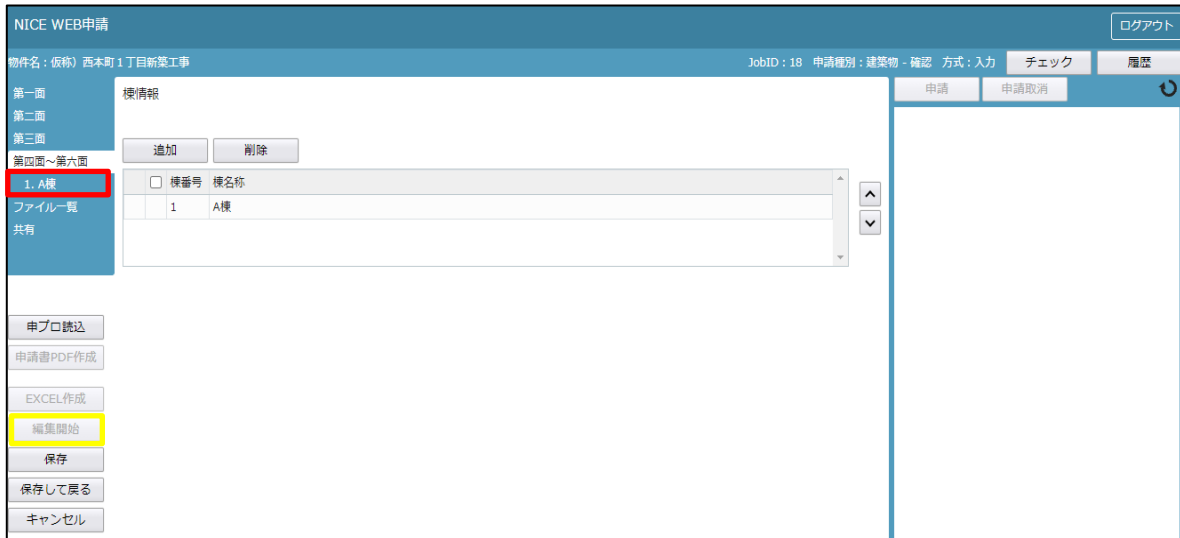 NICE WEB申請
ログアウト
物件名：仮称）西本町１丁目新築工事
JobID：18 申請種別：建築物 - 確認 方式：入力
チェック
履歴
第一面
第二面
第三面
第四面～第六面
1. A棟
ファイル一覧
共有
棟情報
追加
削除
棟番号 棟名称
1 A棟
申請
申請取消
申プロ読込
申請書PDF作成
EXCEL作成
編集開始
保存
保存して戻る
キャンセル